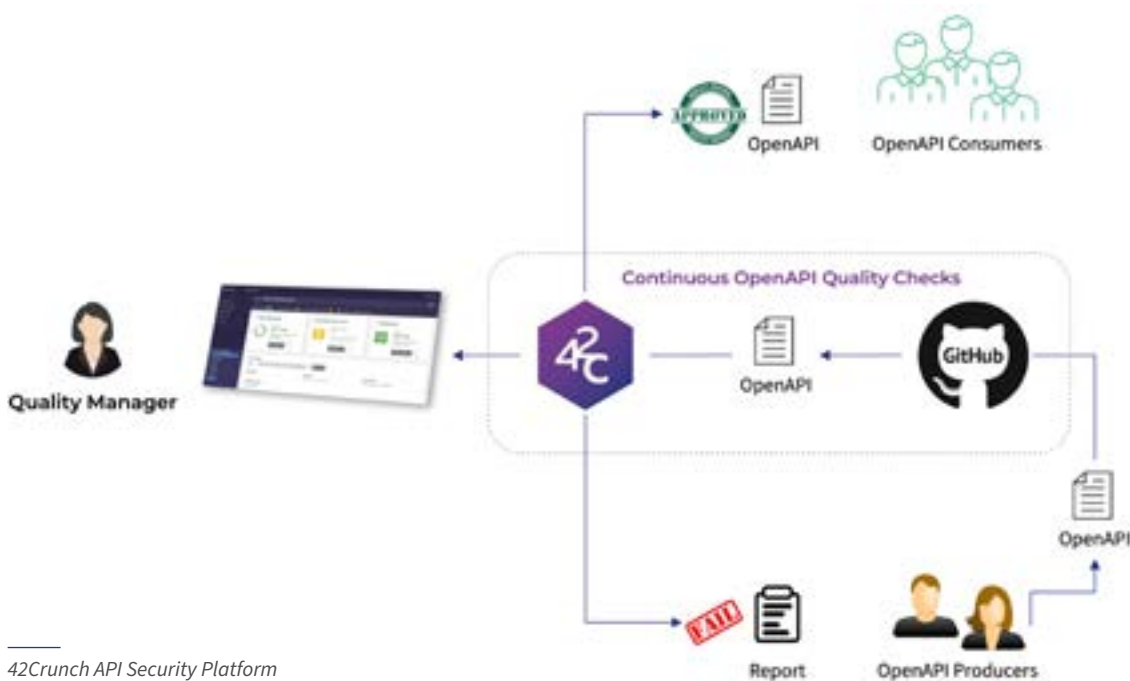 APPROVED
OpenAPI
OpenAPI Consumers
Continuous OpenAPI Quality Checks
42C
GitHub
OpenAPI
Quality Manager
OpenAPI
FAIL
Report
OpenAPI Producers
42Crunch API Security Platform